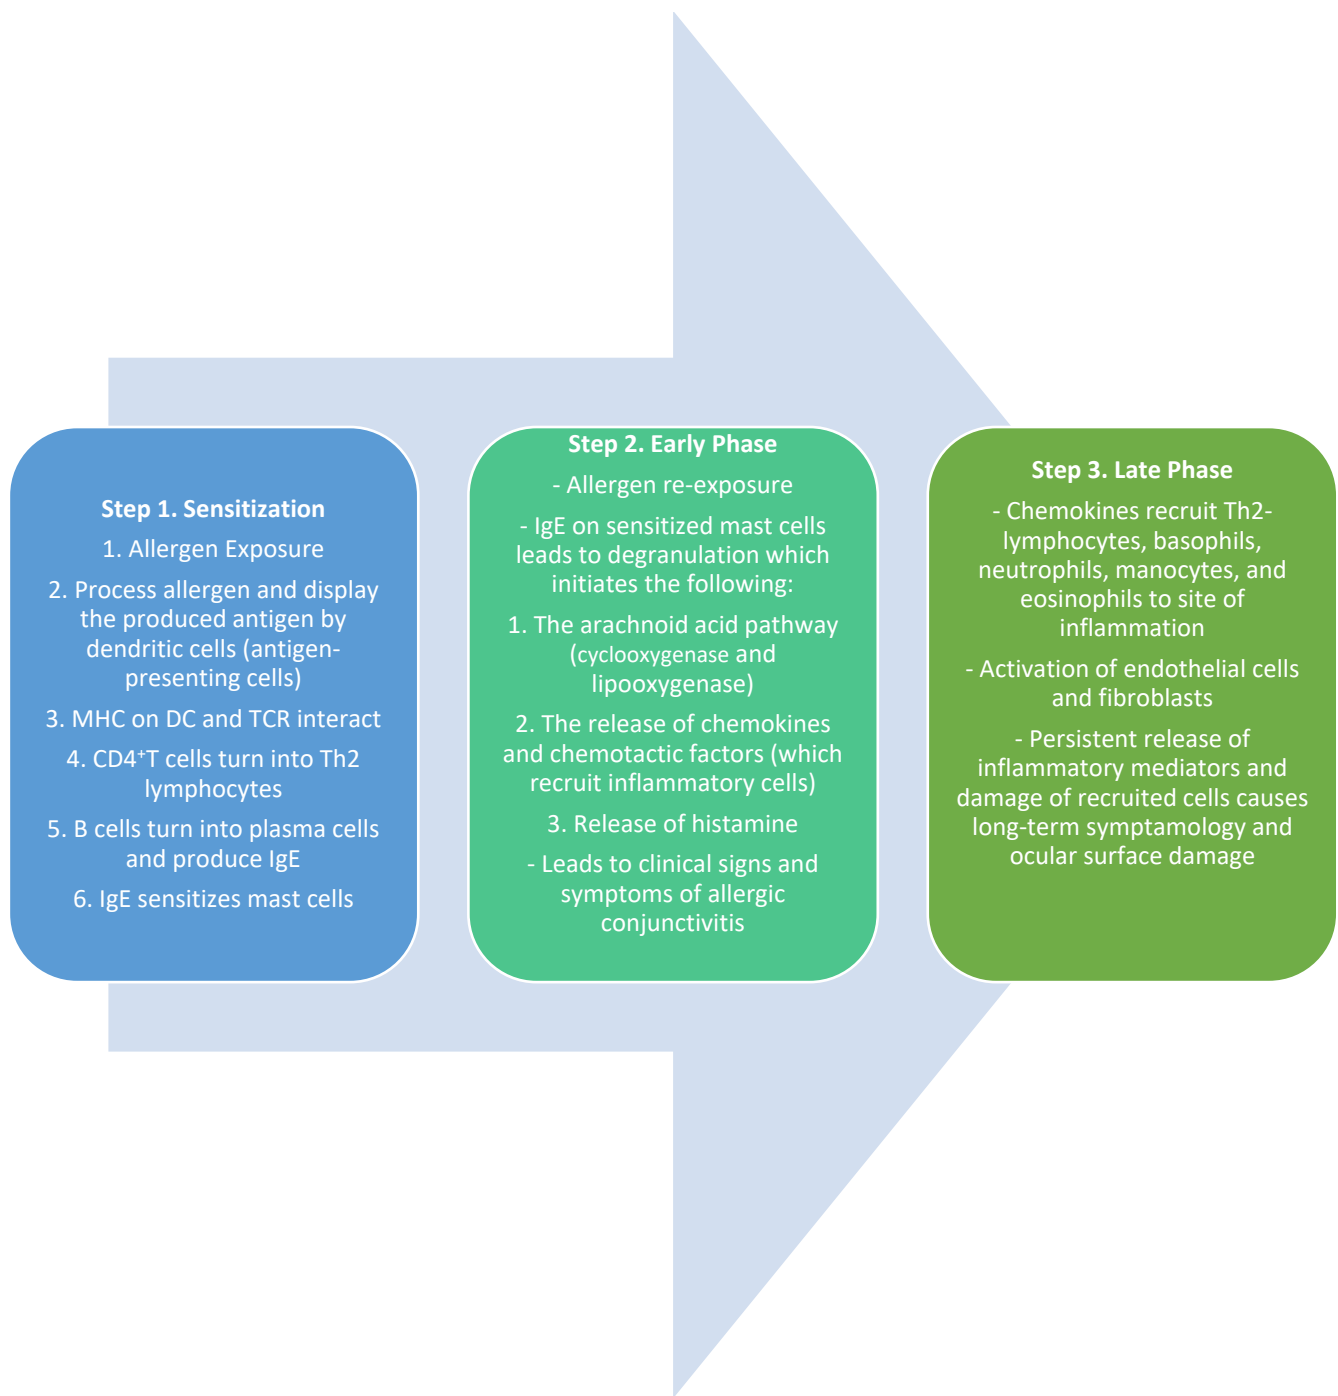 Step 1. Sensitization
1. Allergen Exposure
2. Process allergen and display
the produced antigen by
dendritic cells (antigen-
presenting cells)
3. MHC on DC and TCR interact
4. CD4⁺T cells turn into Th2
lymphocytes
5. B cells turn into plasma cells
and produce IgE
6. IgE sensitizes mast cells
Step 2. Early Phase
- Allergen re-exposure
- IgE on sensitized mast cells
leads to degranulation which
initiates the following:
1. The arachnoid acid pathway
(cyclooxygenase and
lipooxygenase)
2. The release of chemokines
and chemotactic factors (which
recruit inflammatory cells)
3. Release of histamine
- Leads to clinical signs and
symptoms of allergic
conjunctivitis
Step 3. Late Phase
- Chemokines recruit Th2-
lymphocytes, basophils,
neutrophils, manocytes, and
eosinophils to site of
inflammation
- Activation of endothelial cells
and fibroblasts
- Persistent release of
inflammatory mediators and
damage of recruited cells causes
long-term symptamology and
ocular surface damage